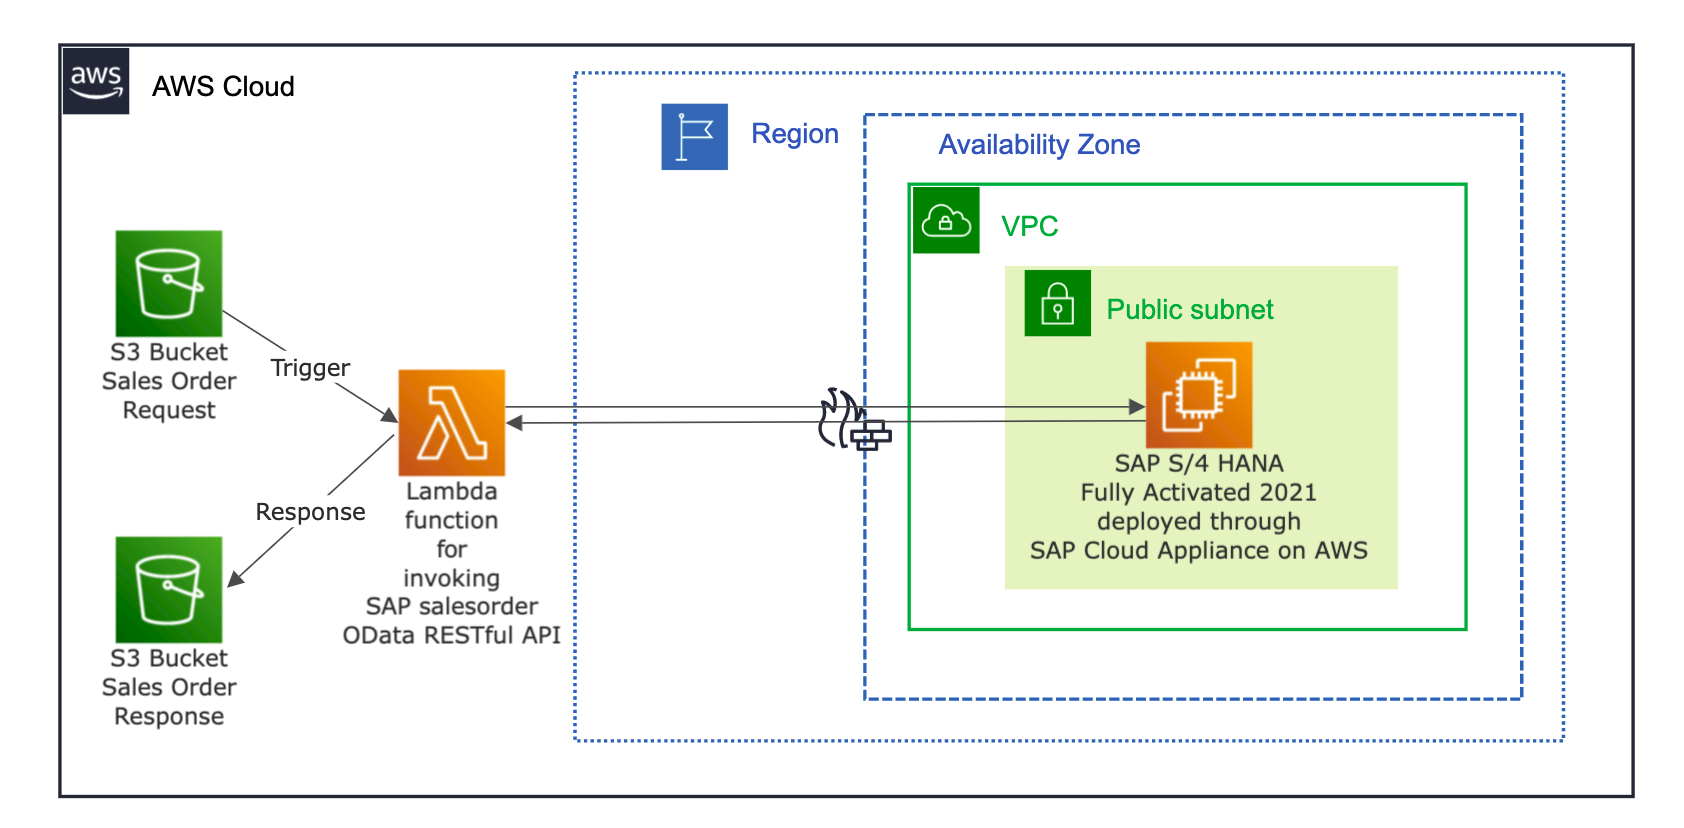 aws
AWS Cloud
Region
Availability Zone
VPC
Public subnet
S3 Bucket
Sales Order
Request
Trigger
Lambda
function
for
invoking
SAP salesorder
OData RESTful API
Response
S3 Bucket
Sales Order
Response
SAP S/4 HANA
Fully Activated 2021
deployed through
SAP Cloud Appliance on AWS